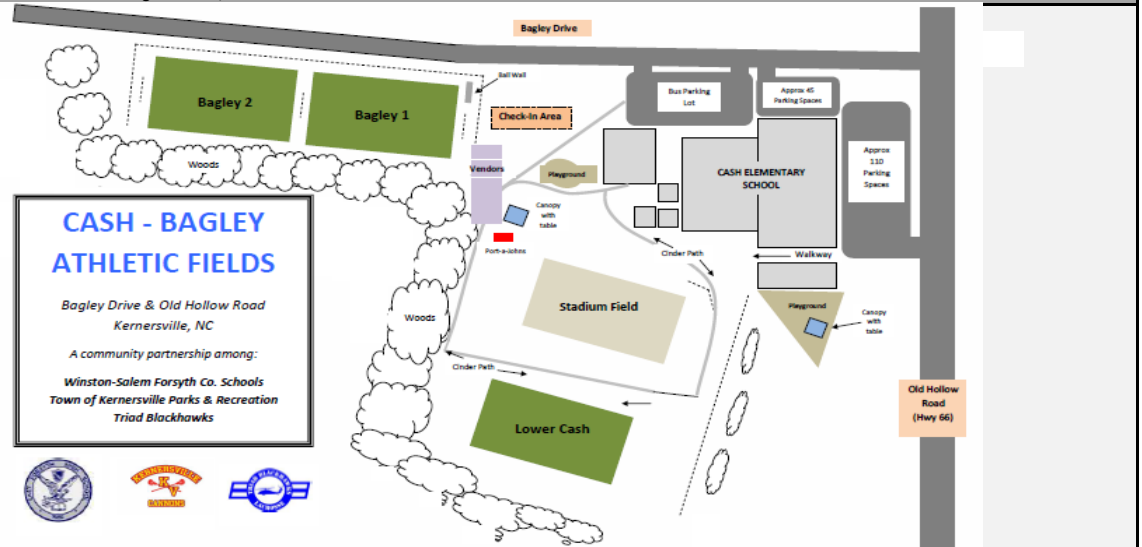 Bagley Drive
Ball Wall
Bagley 2
Bagley 1
Check-In Area
Bus Parking
Lot
Approx 45
Parking Spaces
Approx
110
Parking
Spaces
Woods
Vendors
Playground
CASH ELEMENTARY
SCHOOL
Canopy
with
table
Port-a-Johns
Cinder Path
Walkway
CASH - BAGLEY
ATHLETIC FIELDS
Bagley Drive & Old Hollow Road
Kernersville, NC
A community partnership among:
Winston-Salem Forsyth Co. Schools
Town of Kernersville Parks & Recreation
Triad Blackhawks
Stadium Field
Playground
Canopy
with
table
Woods
Cinder Path
Old Hollow
Road
(Hwy 66)
Lower Cash
KERNERSVILLE
KV